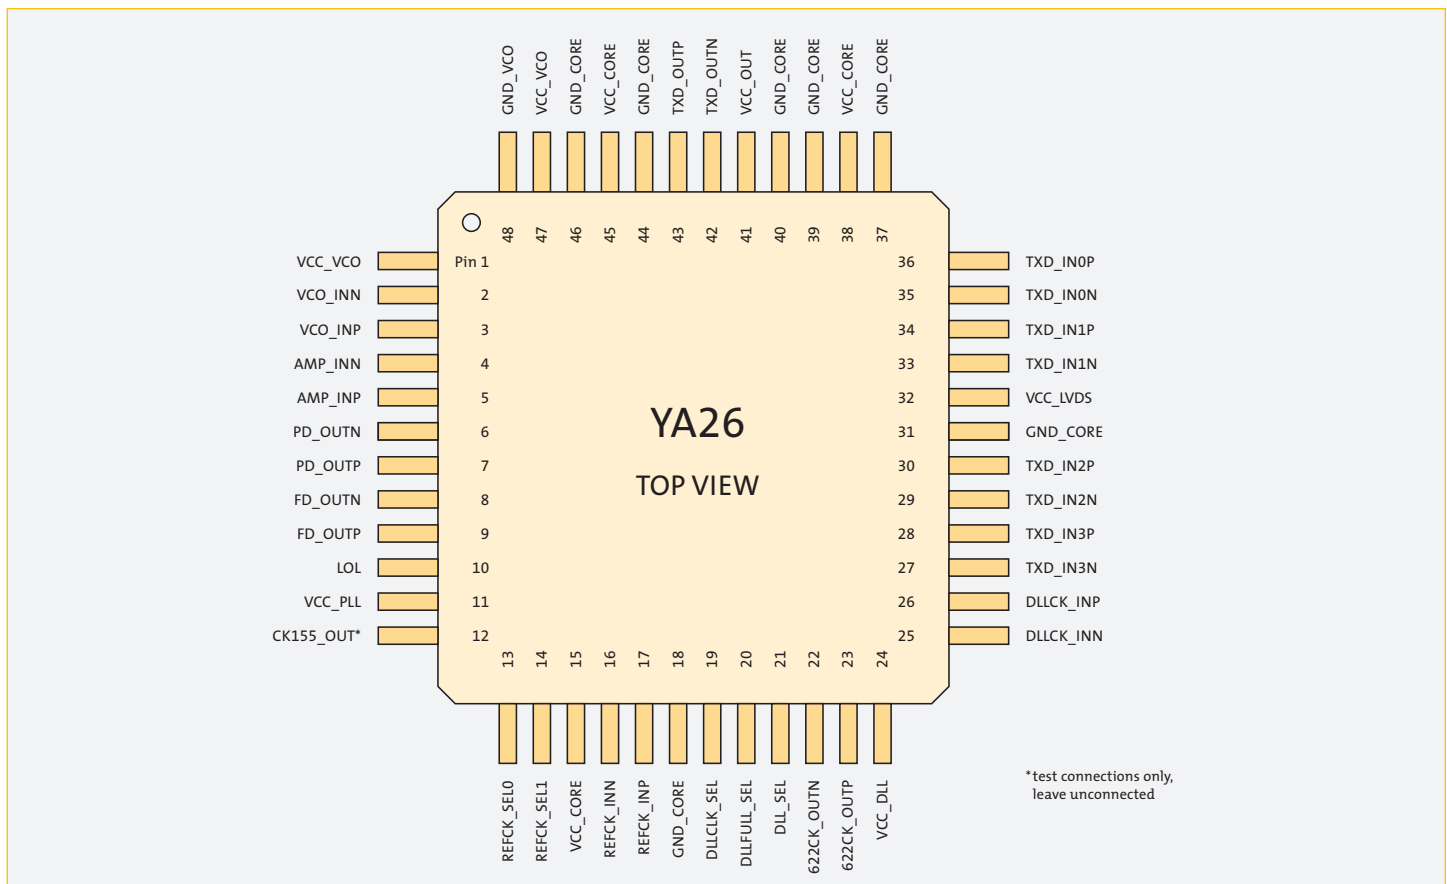 GND_VCO
VCC_VCO
GND_CORE
VCC_CORE
GND_CORE
TXD_OUTP
TXD_OUTN
VCC_OUT
GND_CORE
GND_CORE
VCC_CORE
GND_CORE
48
47
46
45
44
43
42
41
40
39
38
37
VCC_VCO Pin 1
VCO_INN 2
VCO_INP 3
AMP_INN 4
AMP_INP 5
PD_OUTN 6
PD_OUTP 7
FD_OUTN 8
FD_OUTP 9
LOL 10
VCC_PLL 11
CK155_OUT* 12
YA26
TOP VIEW
36 TXD_IN0P
35 TXD_IN0N
34 TXD_IN1P
33 TXD_IN1N
32 VCC_LVDS
31 GND_CORE
30 TXD_IN2P
29 TXD_IN2N
28 TXD_IN3P
27 TXD_IN3N
26 DLLCK_INP
25 DLLCK_INN
13
14
15
16
17
18
19
20
21
22
23
24
REFCK_SEL0
REFCK_SEL1
VCC_CORE
REFCK_INN
REFCK_INP
GND_CORE
DLLCLK_SEL
DLLFULL_SEL
DLL_SEL
622CK_OUTN
622CK_OUTP
VCC_DLL
*test connections only,
leave unconnected